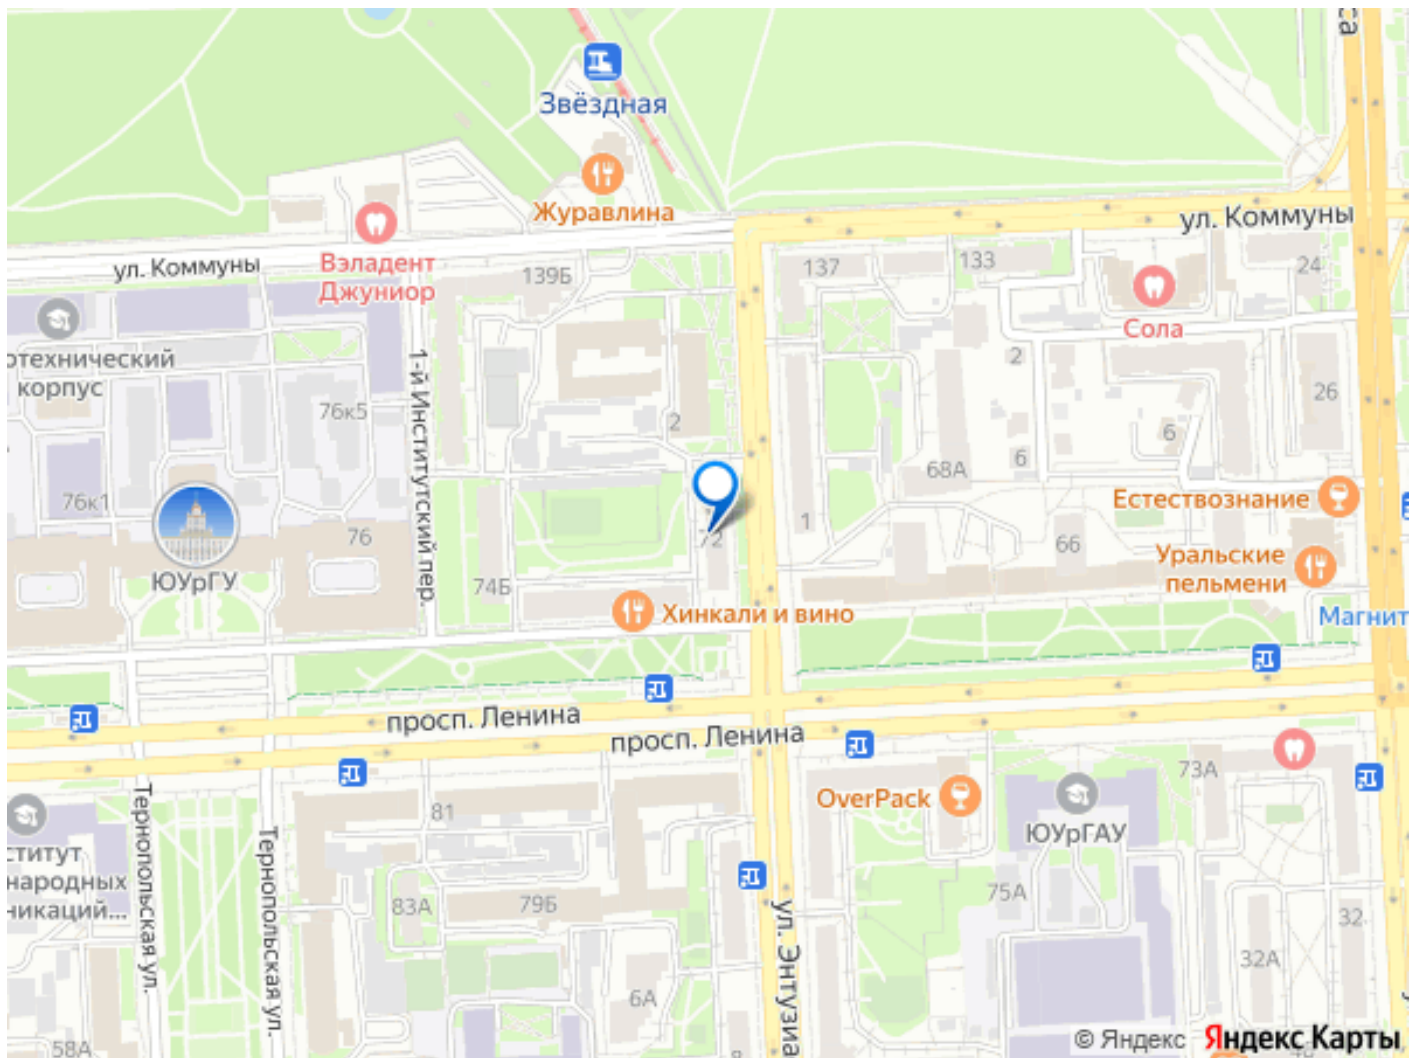 са
Звёздная
Журавлина
ул. Коммуны
ул. Коммуны
Вэладент
Джуниор
139Б
137
133
24
Сола
отехнический
корпус
1-й Институтский пер.
2
26
76к5
2
6
6
68А
76к1
Естествознание
1
76
72
66
Уральские
пельмени
ЮУрГУ
74Б
Хинкали и вино
Магнит
просп. Ленина
просп. Ленина
73А
OverPack
81
ЮУрГАУ
Тернопольская ул.
Тернопольская ул.
ститут
народных
никаций...
83А
79Б
75А
32
ул. Энтузиа
32А
6А
58А
© Яндекс Яндекс Карты